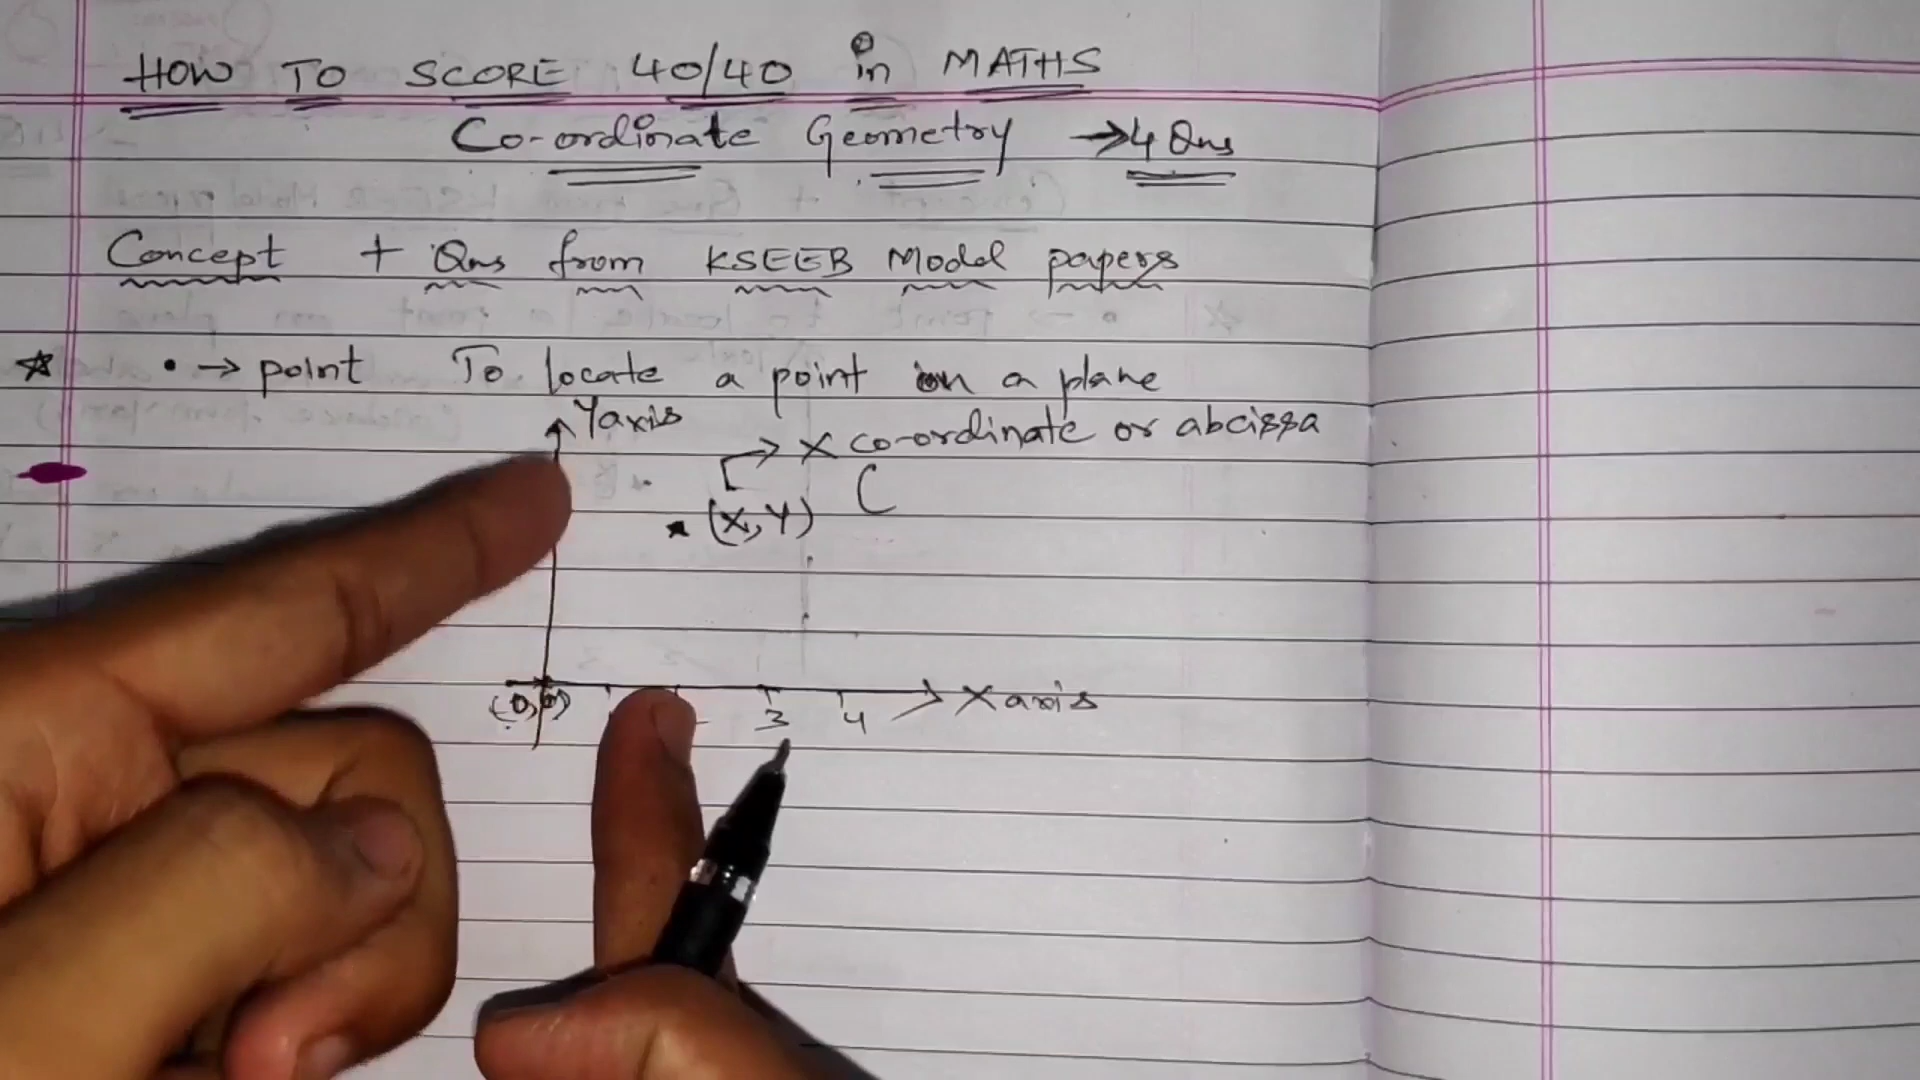 HOW TO SCORE 40/40 in MATHS
Co-ordinate Geometry → 4 Qns
Concept + Qns from KSEEB Model papers
☆ • → point To locate a point on a plane
Y axis
→ X co-ordinate or abcissa
(
• (X, Y)
(0,0)
3 4
X axis